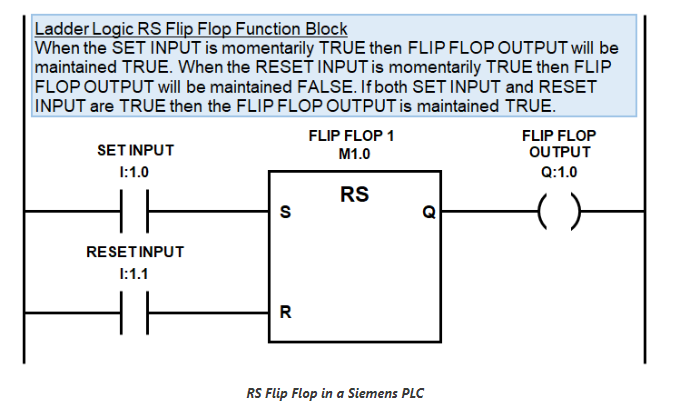 Ladder Logic RS Flip Flop Function Block
When the SET INPUT is momentarily TRUE then FLIP FLOP OUTPUT will be
maintained TRUE. When the RESET INPUT is momentarily TRUE then FLIP
FLOP OUTPUT will be maintained FALSE. If both SET INPUT and RESET
INPUT are TRUE then the FLIP FLOP OUTPUT is maintained TRUE.
FLIP FLOP 1
M1.0
FLIP FLOP
OUTPUT
Q:1.0
SET INPUT
I:1.0
RS
S
Q
RESET INPUT
I:1.1
R
RS Flip Flop in a Siemens PLC